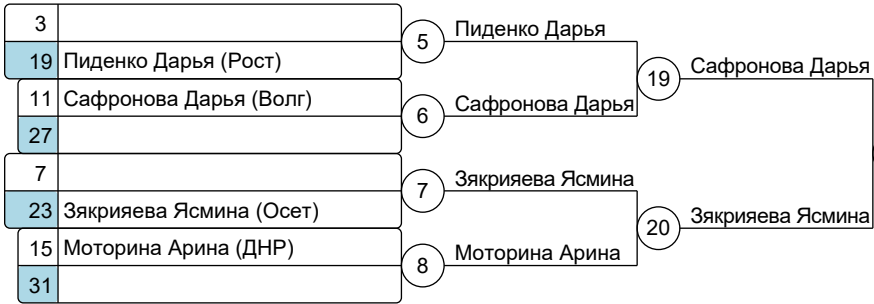 3
5
Пиденко Дарья
19 Пиденко Дарья (Рост)
19
Сафронова Дарья
11 Сафронова Дарья (Волг)
6
Сафронова Дарья
27
7
7
Зякрияева Ясмина
23 Зякрияева Ясмина (Осет)
20
Зякрияева Ясмина
15 Моторина Арина (ДНР)
8
Моторина Арина
31